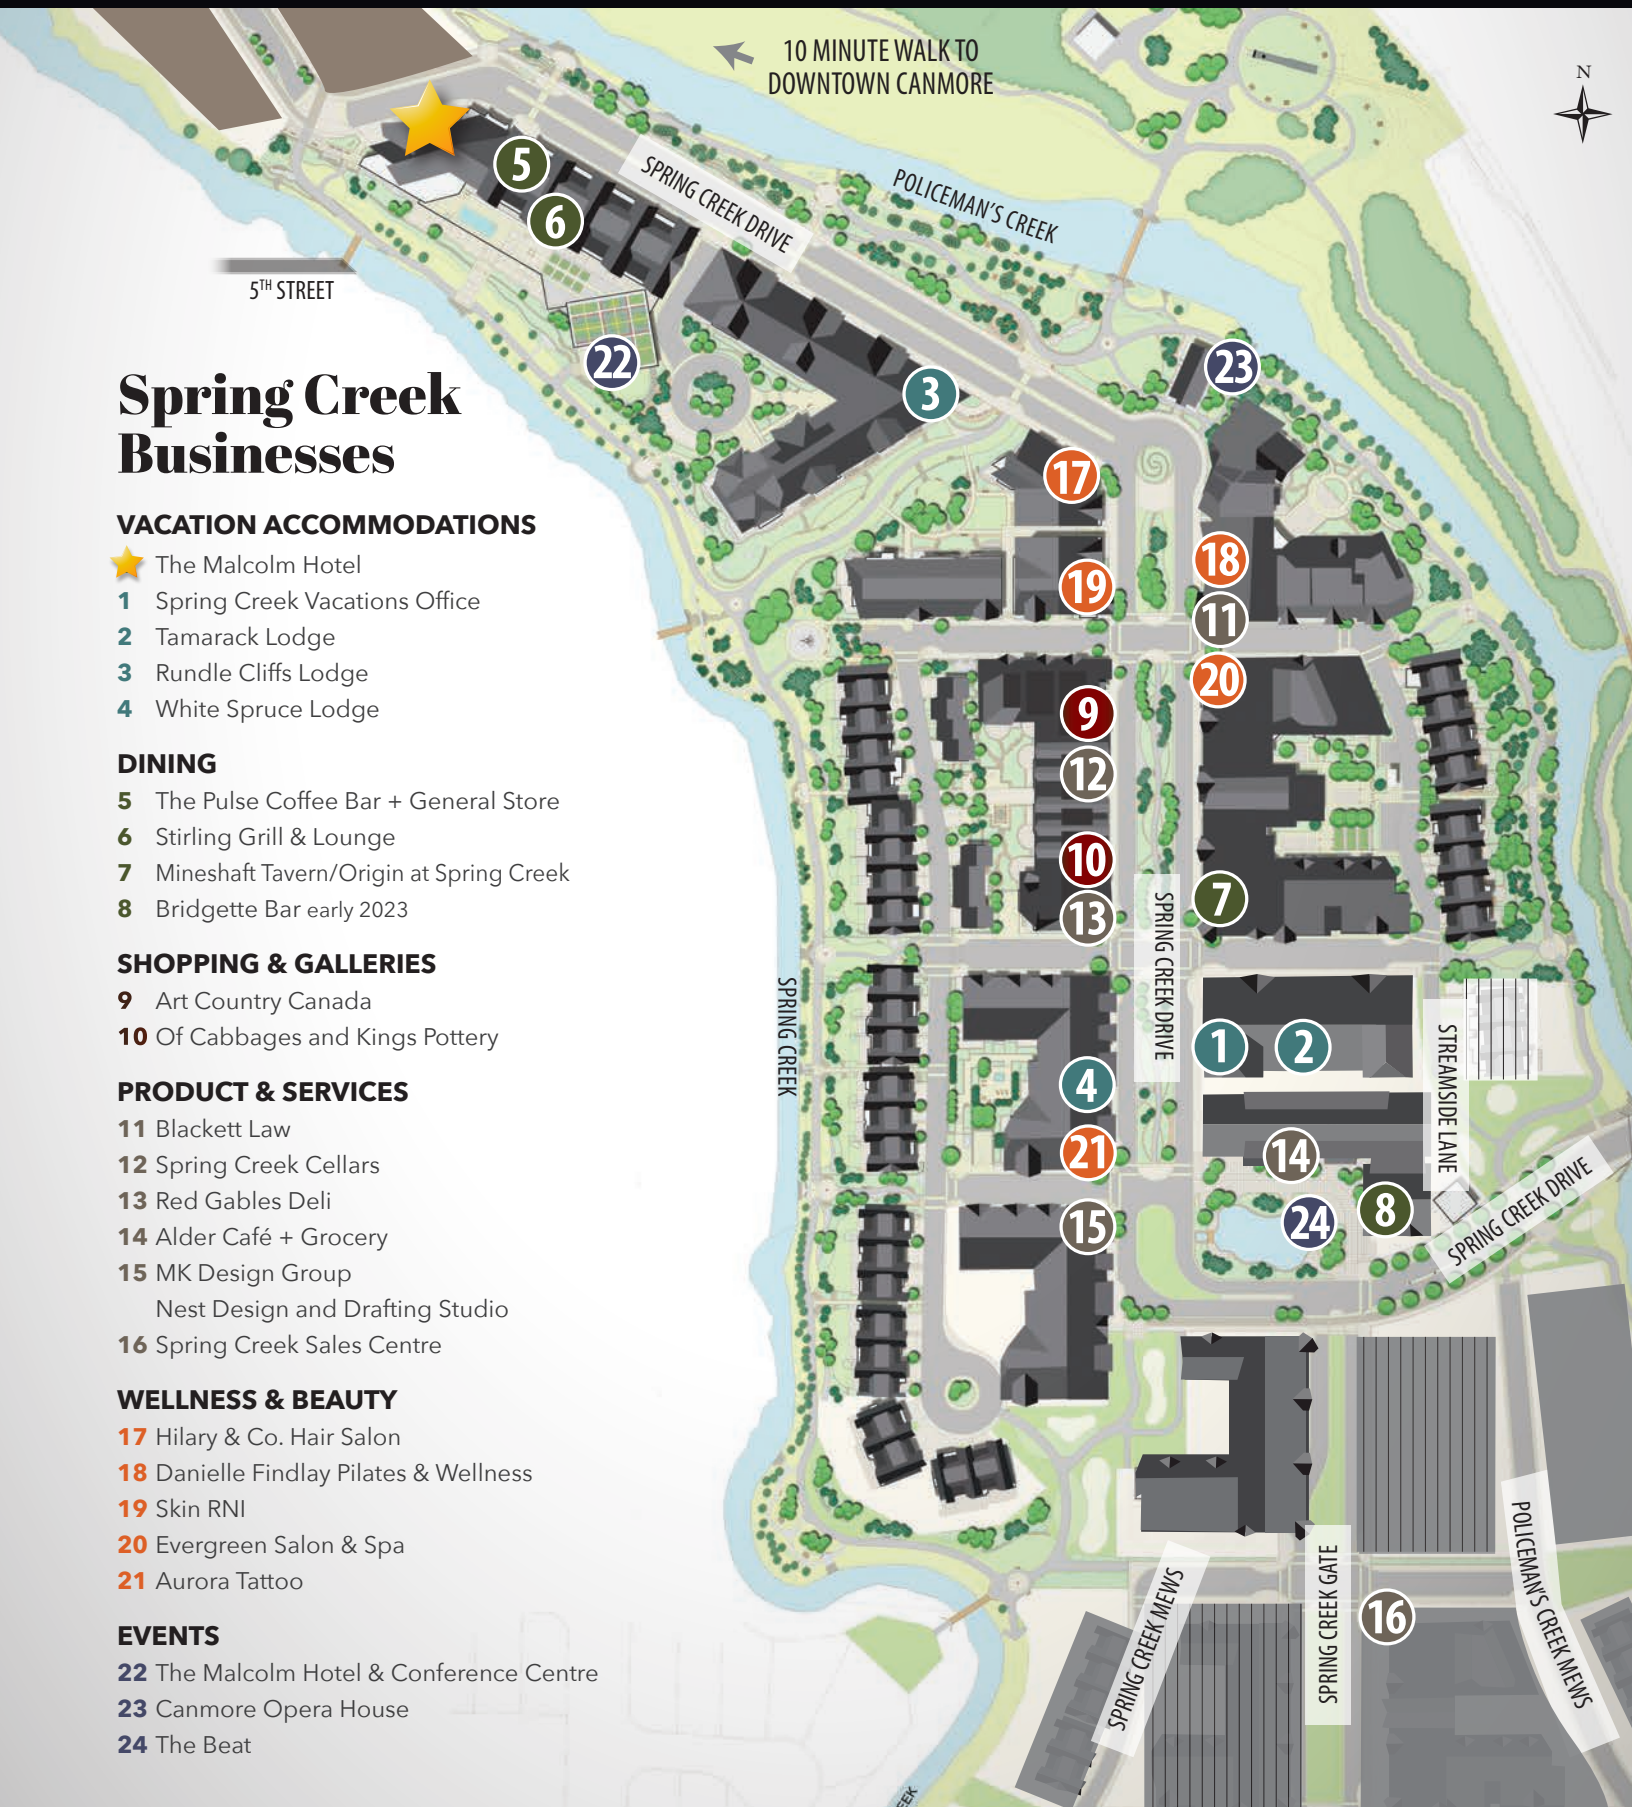 10 MINUTE WALK TO
DOWNTOWN CANMORE
N
5
6
SPRING CREEK DRIVE
POLICEMAN'S CREEK
5TH STREET
22
3
23
17
18
19
11
20
9
12
10
13
7
SPRING CREEK DRIVE
SPRING CREEK
1
2
4
STREAMSIDE LANE
21
14
15
24
8
SPRING CREEK DRIVE
POLICEMAN'S CREEK MEWS
SPRING CREEK GATE
SPRING CREEK MEWS
16
EEK
Spring Creek
Businesses
VACATION ACCOMMODATIONS
The Malcolm Hotel
1 Spring Creek Vacations Office
2 Tamarack Lodge
3 Rundle Cliffs Lodge
4 White Spruce Lodge
DINING
5 The Pulse Coffee Bar + General Store
6 Stirling Grill & Lounge
7 Mineshaft Tavern/Origin at Spring Creek
8 Bridgette Bar early 2023
SHOPPING & GALLERIES
9 Art Country Canada
10 Of Cabbages and Kings Pottery
PRODUCT & SERVICES
11 Blackett Law
12 Spring Creek Cellars
13 Red Gables Deli
14 Alder Café + Grocery
15 MK Design Group
Nest Design and Drafting Studio
16 Spring Creek Sales Centre
WELLNESS & BEAUTY
17 Hilary & Co. Hair Salon
18 Danielle Findlay Pilates & Wellness
19 Skin RNI
20 Evergreen Salon & Spa
21 Aurora Tattoo
EVENTS
22 The Malcolm Hotel & Conference Centre
23 Canmore Opera House
24 The Beat